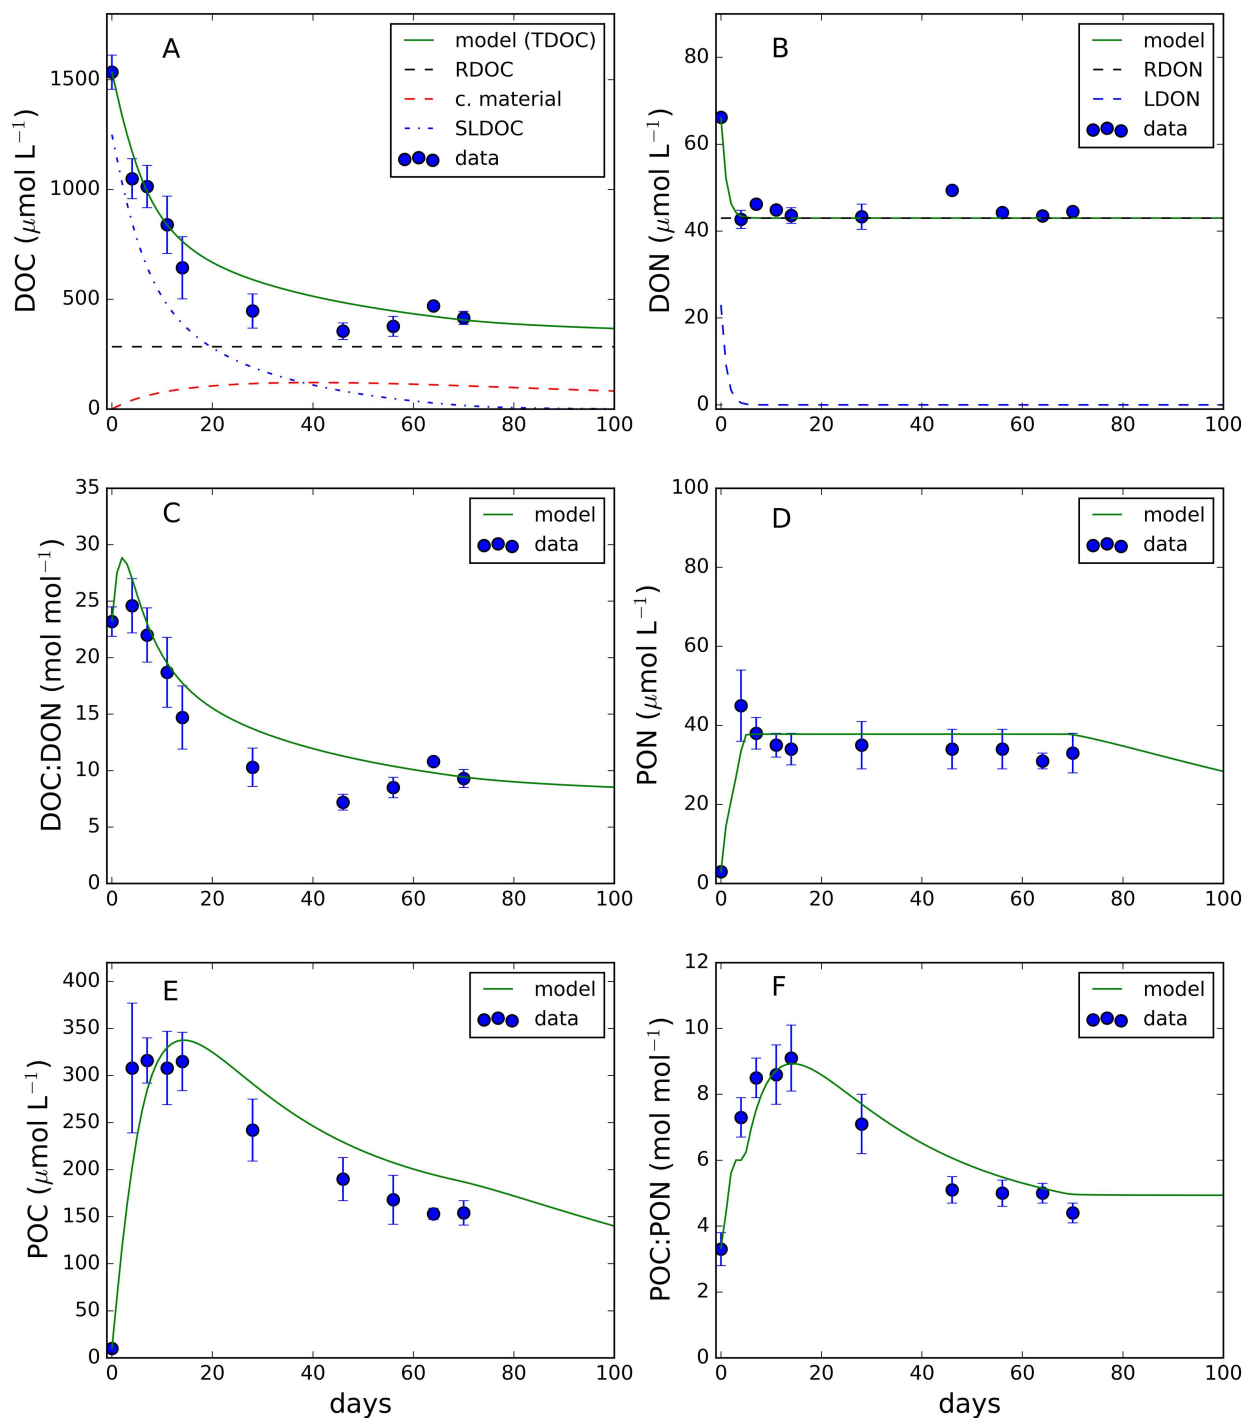 A
model (TDOC)
RDOC
c. material
SLDOC
data
DOC (μmol L⁻¹)
1500
1000
500
0
0 20 40 60 80 100
B
model
RDON
LDON
data
DON (μmol L⁻¹)
80
60
40
20
0
0 20 40 60 80 100
C
model
data
DOC:DON (mol mol⁻¹)
35
30
25
20
15
10
5
0
0 20 40 60 80 100
D
model
data
PON (μmol L⁻¹)
100
80
60
40
20
0
0 20 40 60 80 100
E
model
data
POC (μmol L⁻¹)
400
350
300
250
200
150
100
50
0
0 20 40 60 80 100
days
F
model
data
POC:PON (mol mol⁻¹)
12
10
8
6
4
2
0
0 20 40 60 80 100
days